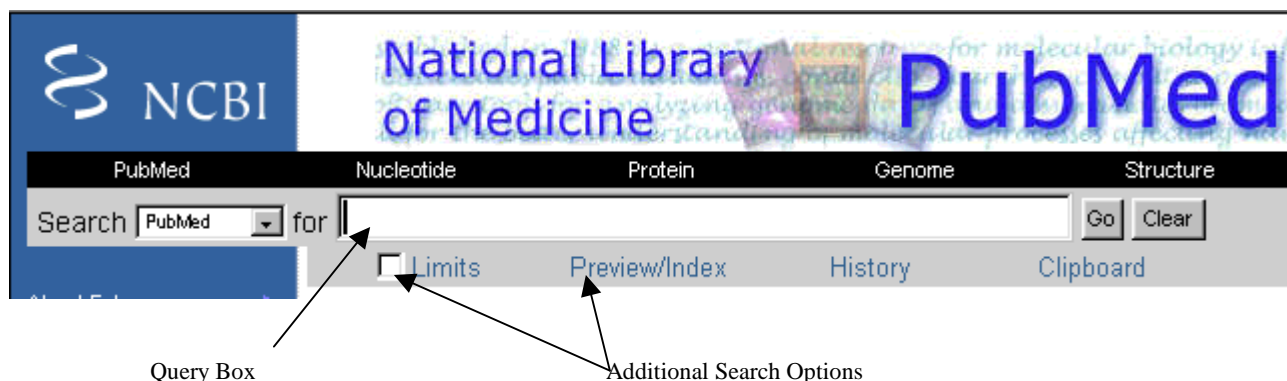 NCBI
National Library
of Medicine
PubMed
PubMed Nucleotide Protein Genome Structure
Search PubMed for Go Clear
Limits Preview/Index History Clipboard
Query Box Additional Search Options